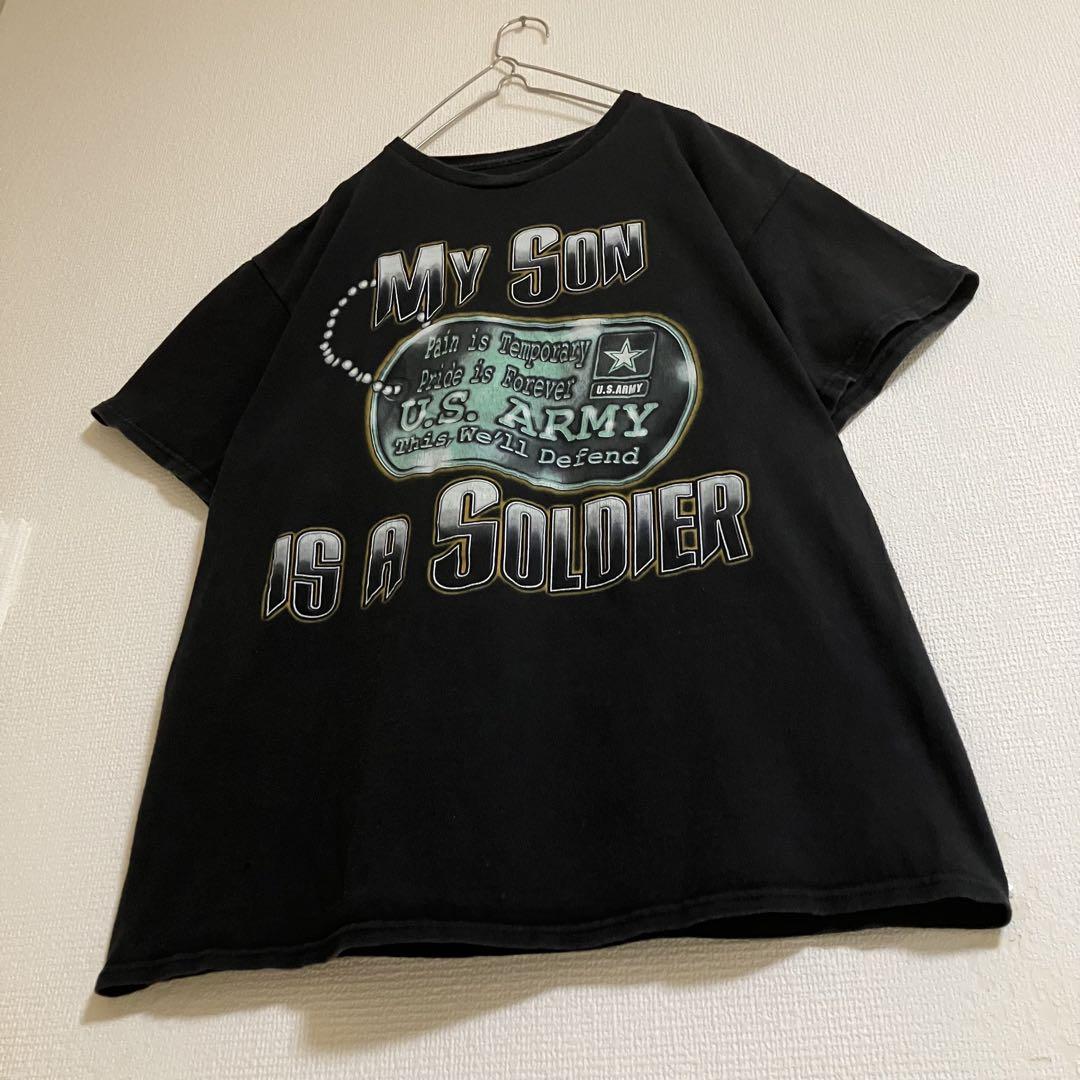 MY SON
Pain is Temporary
Pride is Forever
U.S. ARMY
U.S. ARMY
This, We'll Defend
IS A SOLDIER